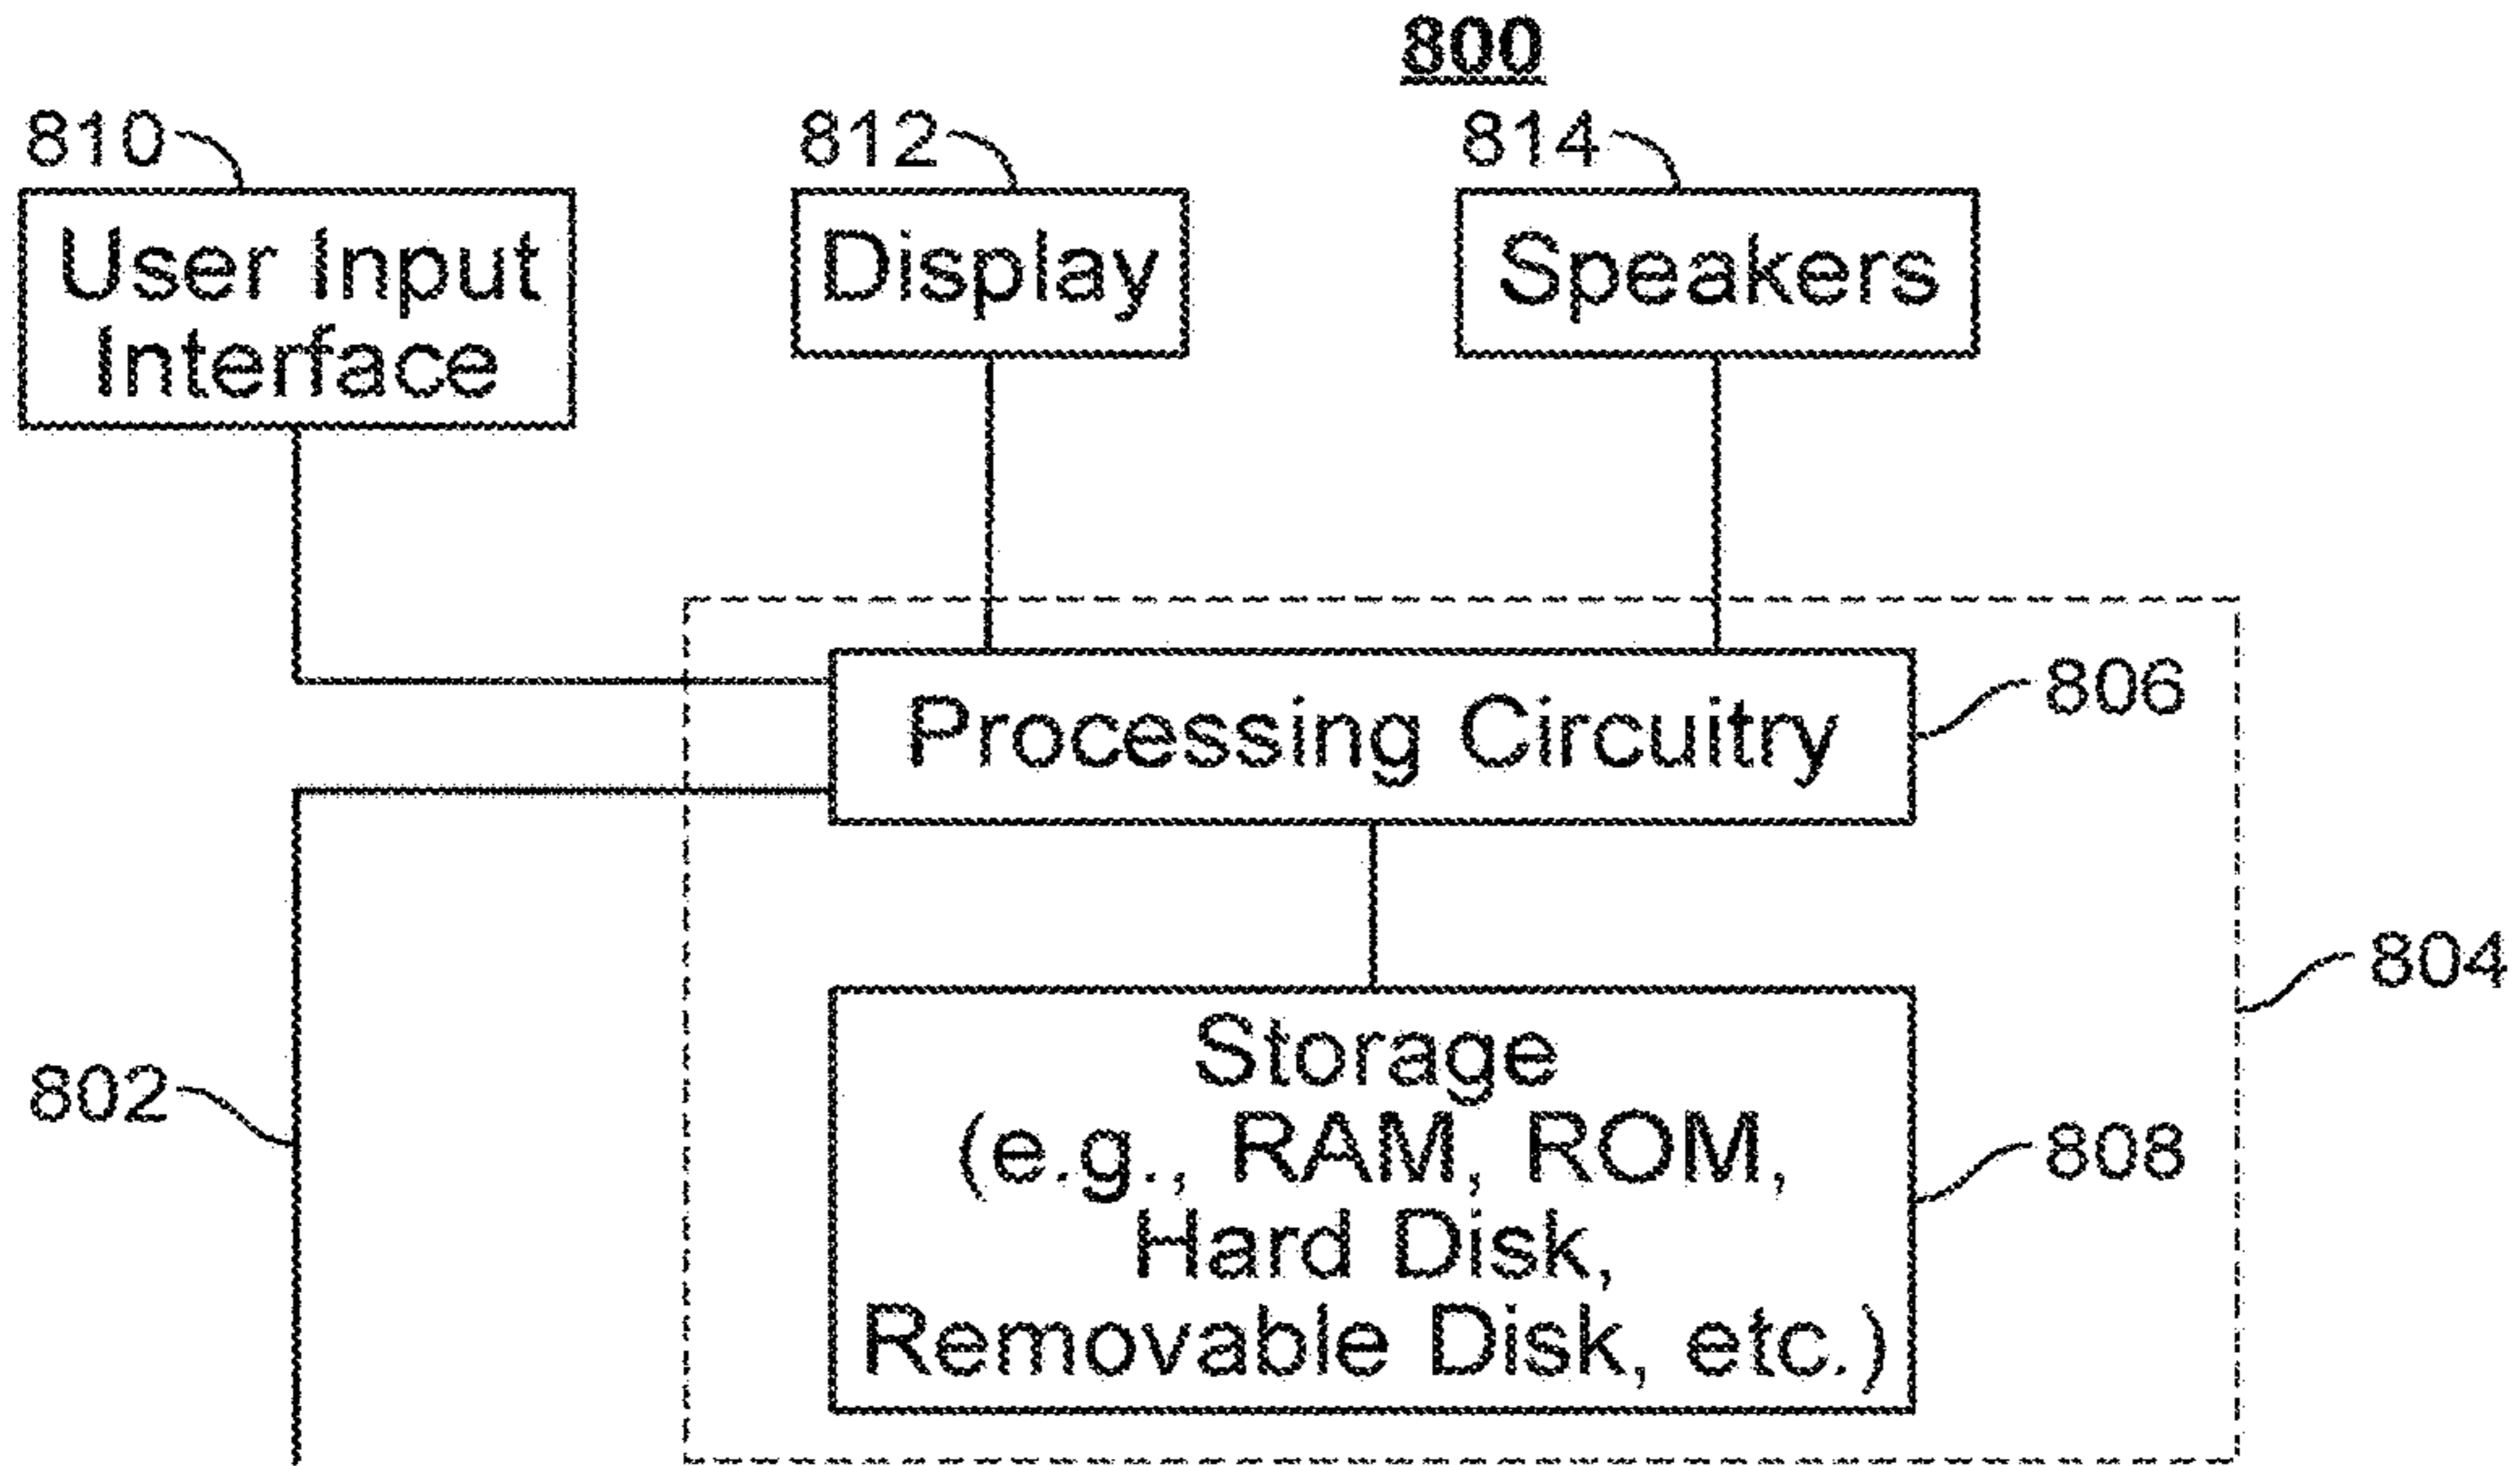 800
810
812
814
User Input
Interface
Display
Speakers
Processing Circuitry
806
804
802
Storage
(e.g., RAM, ROM,
Hard Disk,
Removable Disk, etc.)
808